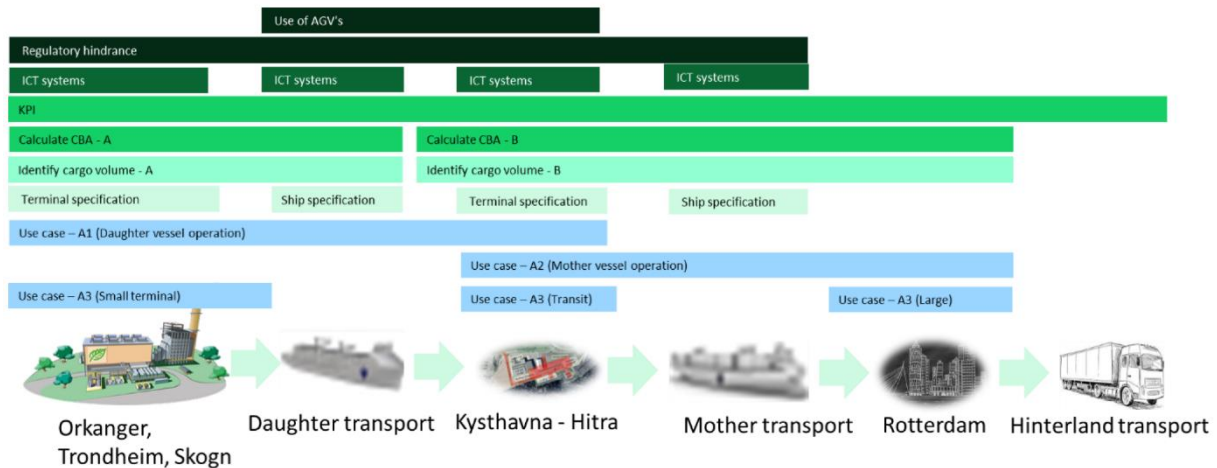 Use of AGV's
Regulatory hindrance
ICT systems
ICT systems
ICT systems
ICT systems
KPI
Calculate CBA - A
Calculate CBA - B
Identify cargo volume - A
Identify cargo volume - B
Terminal specification
Ship specification
Terminal specification
Ship specification
Use case – A1 (Daughter vessel operation)
Use case – A2 (Mother vessel operation)
Use case – A3 (Small terminal)
Use case – A3 (Transit)
Use case – A3 (Large)
Orkanger,
Trondheim, Skogn
Daughter transport
Kysthavna - Hitra
Mother transport
Rotterdam
Hinterland transport